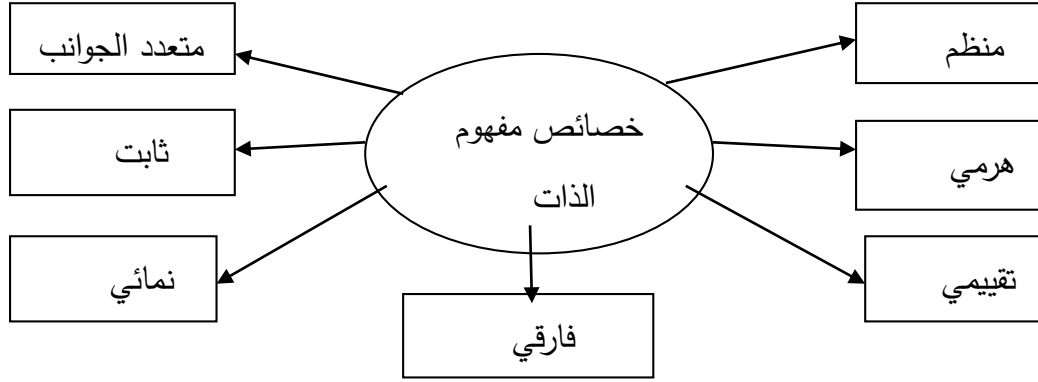 منظم
متعدد الجوانب
خصائص مفهوم
الذات
هرمي
ثابت
تقييمي
نمائي
فارقي